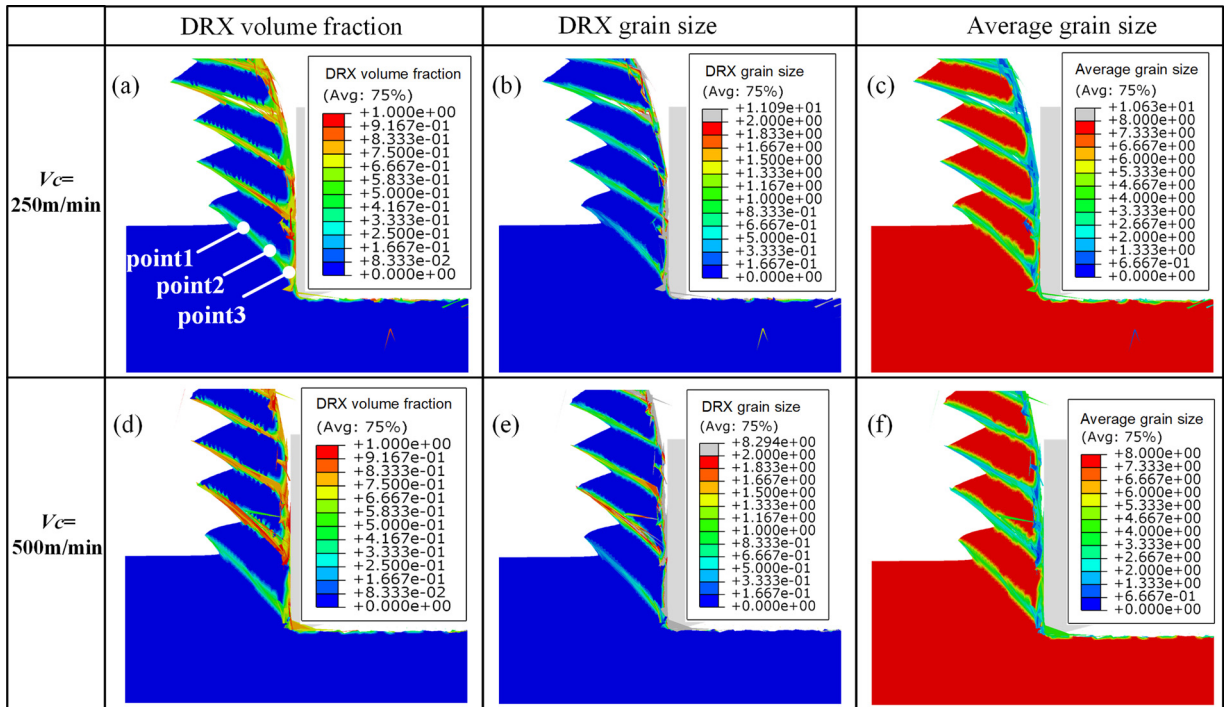 DRX volume fraction
DRX grain size
Average grain size
Vc=
250m/min
(a)
DRX volume fraction
(Avg: 75%)
+1.000e+00
+9.167e-01
+8.333e-01
+7.500e-01
+6.667e-01
+5.833e-01
+5.000e-01
+4.167e-01
+3.333e-01
+2.500e-01
+1.667e-01
+8.333e-02
+0.000e+00
point1
point2
point3
(b)
DRX grain size
(Avg: 75%)
+1.109e+01
+2.000e+00
+1.833e+00
+1.667e+00
+1.500e+00
+1.333e+00
+1.167e+00
+1.000e+00
+8.333e-01
+6.667e-01
+5.000e-01
+3.333e-01
+1.667e-01
+0.000e+00
(c)
Average grain size
(Avg: 75%)
+1.063e+01
+8.000e+00
+7.333e+00
+6.667e+00
+6.000e+00
+5.333e+00
+4.667e+00
+4.000e+00
+3.333e+00
+2.667e+00
+2.000e+00
+1.333e+00
+6.667e-01
+0.000e+00
Vc=
500m/min
(d)
DRX volume fraction
(Avg: 75%)
+1.000e+00
+9.167e-01
+8.333e-01
+7.500e-01
+6.667e-01
+5.833e-01
+5.000e-01
+4.167e-01
+3.333e-01
+2.500e-01
+1.667e-01
+8.333e-02
+0.000e+00
(e)
DRX grain size
(Avg: 75%)
+8.294e+00
+2.000e+00
+1.833e+00
+1.667e+00
+1.500e+00
+1.333e+00
+1.167e+00
+1.000e+00
+8.333e-01
+6.667e-01
+5.000e-01
+3.333e-01
+1.667e-01
+0.000e+00
(f)
Average grain size
(Avg: 75%)
+8.000e+00
+7.333e+00
+6.667e+00
+6.000e+00
+5.333e+00
+4.667e+00
+4.000e+00
+3.333e+00
+2.667e+00
+2.000e+00
+1.333e+00
+6.667e-01
+0.000e+00